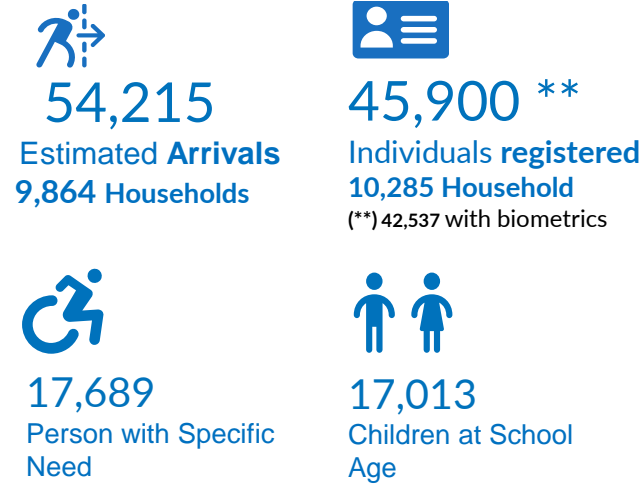 54,215
Estimated Arrivals
9,864 Households
45,900 **
Individuals registered
10,285 Household
(**) 42,537 with biometrics
17,689
Person with Specific
Need
17,013
Children at School
Age